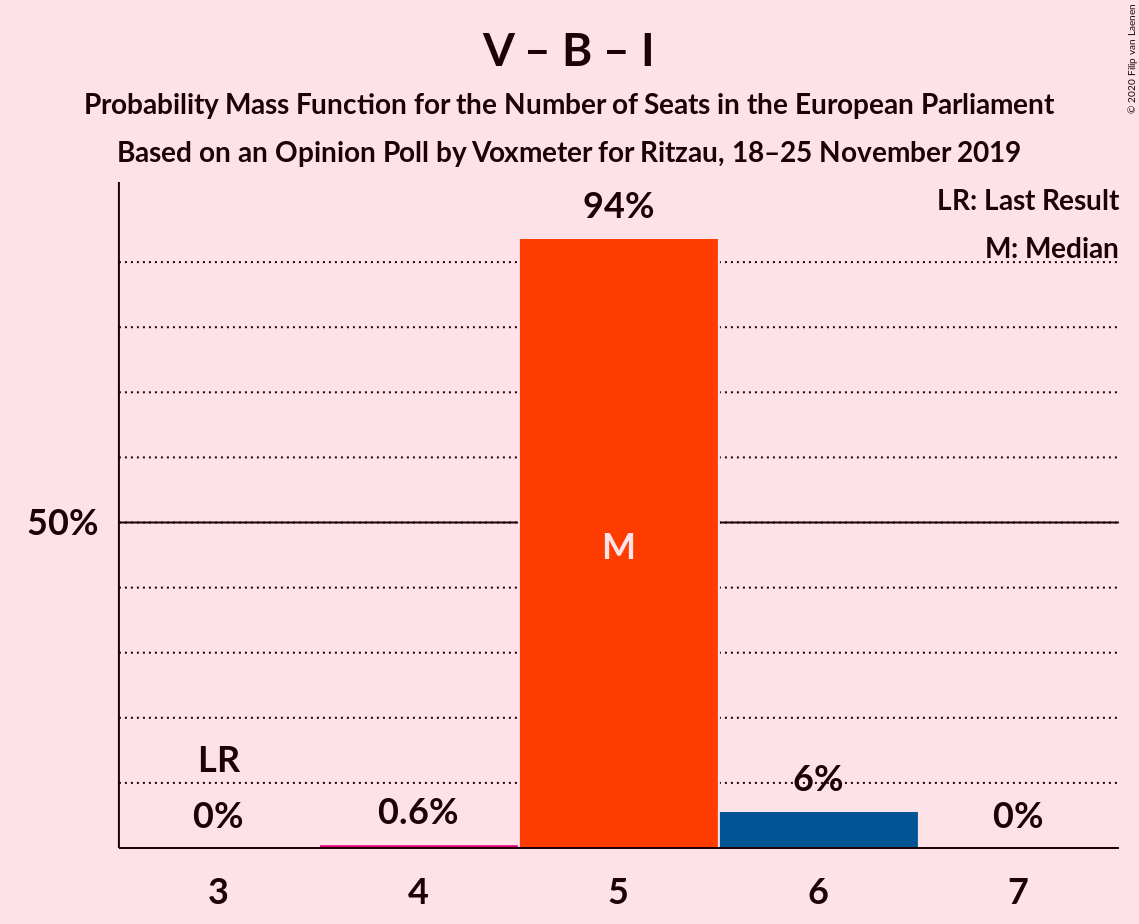 V – B – I
Probability Mass Function for the Number of Seats in the European Parliament
Based on an Opinion Poll by Voxmeter for Ritzau, 18–25 November 2019
© 2020 Filip van Laenen
LR: Last Result
M: Median
94%
50%
M
LR
0%
0.6%
6%
0%
3
4
5
6
7